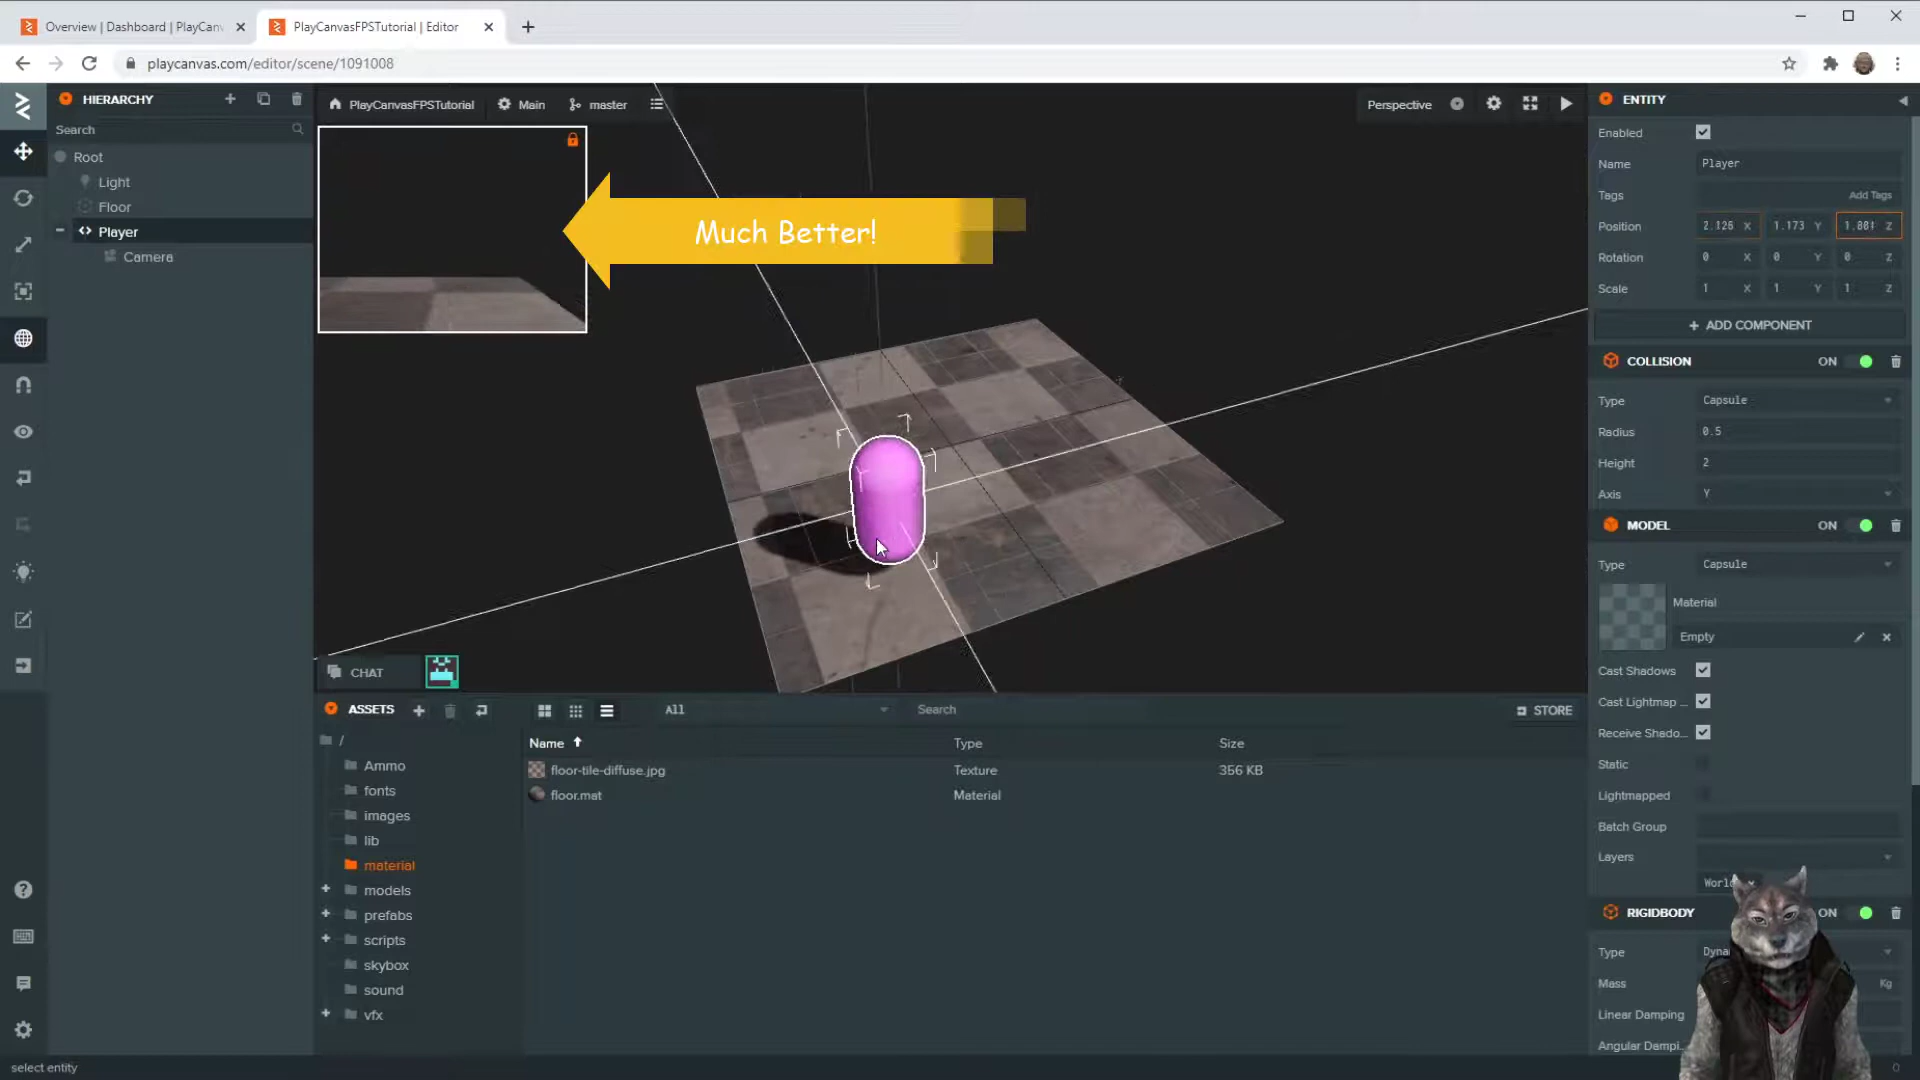 Overview | Dashboard | PlayCanv
PlayCanvasFPSTutorial | Editor
playcanvas.com/editor/scene/1091008
HIERARCHY
Search
Root
Light
Floor
Player
Camera
PlayCanvasFPSTutorial
Main
master
Perspective
Much Better!
ENTITY
Enabled
Name
Player
Tags
Add Tags
Position
2.126 X
1.173 Y
Z
Rotation
0 X
0 Y
0 Z
Scale
1 X
1 Y
1 Z
ADD COMPONENT
COLLISION
ON
Type
Capsule
Radius
0.5
Height
2
Axis
Y
MODEL
ON
Type
Capsule
Material
Empty
Cast Shadows
Cast Lightmap ...
Receive Shado...
Static
Lightmapped
Batch Group
Layers
World
RIGIDBODY
ON
Type
Dyna
Mass
Kg
Linear Damping
Angular Dampi...
CHAT
ASSETS
All
Search
STORE
/
Ammo
fonts
images
lib
material
models
prefabs
scripts
skybox
sound
vfx
Name
Type
Size
floor-tile-diffuse.jpg
Texture
356 KB
floor.mat
Material
select entity
0